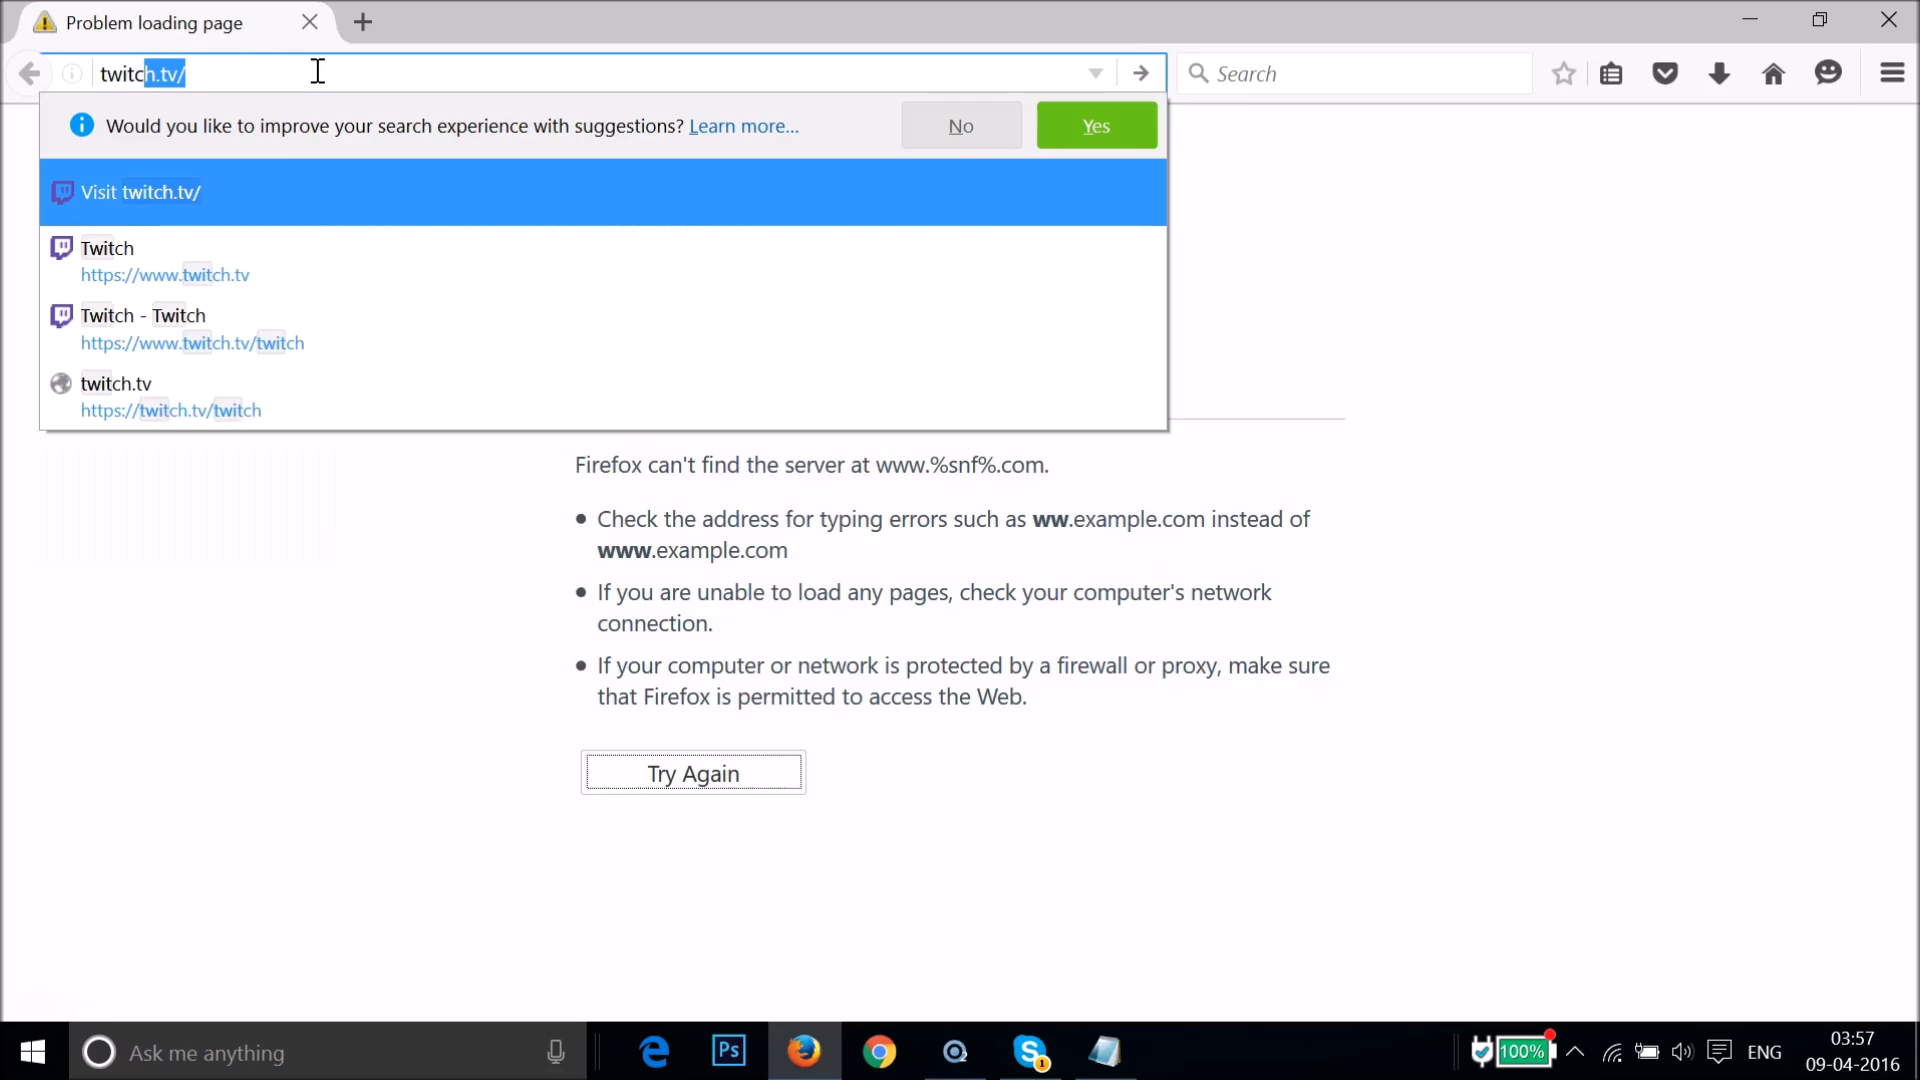 Problem loading page
twitch.tv/
Search
Would you like to improve your search experience with suggestions? Learn more...
No
Yes
Visit twitch.tv/
Twitch
https://www.twitch.tv
Twitch - Twitch
https://www.twitch.tv/twitch
twitch.tv
https://twitch.tv/twitch
Firefox can't find the server at www.%snf%.com.
Check the address for typing errors such as ww.example.com instead of
www.example.com
If you are unable to load any pages, check your computer's network
connection.
If your computer or network is protected by a firewall or proxy, make sure
that Firefox is permitted to access the Web.
Try Again
Ask me anything
Ps
1
100%
ENG
03:57
09-04-2016